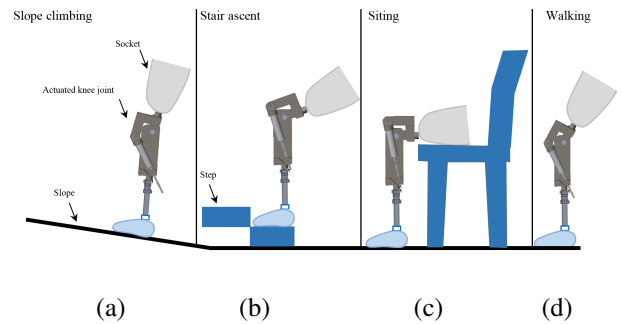 Slope climbing
Stair ascent
Siting
Walking
Socket
Actuated knee joint
Slope
Step
(a)
(b)
(c)
(d)